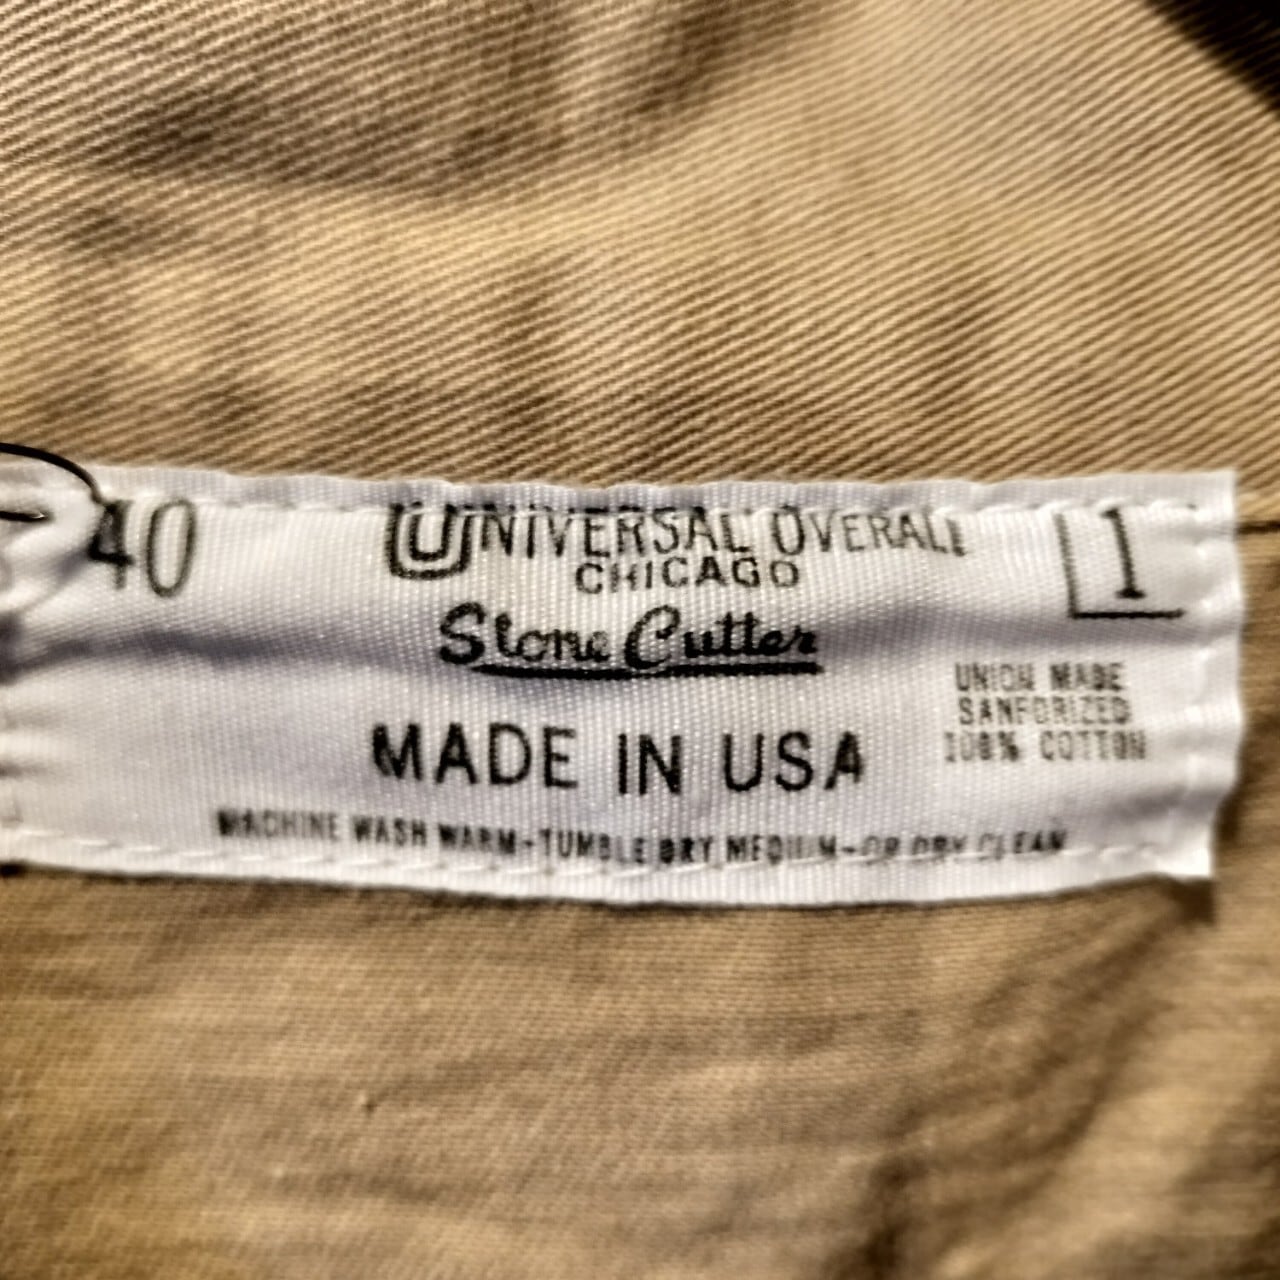 40
UNIVERSAL OVERALL
CHICAGO
Stone Cutter
MADE IN USA
1
UNION MADE
SANFORIZED
100% COTTON
MACHINE WASH WARM-TUMBLE DRY MEDIUM-OR DRY CLEAN